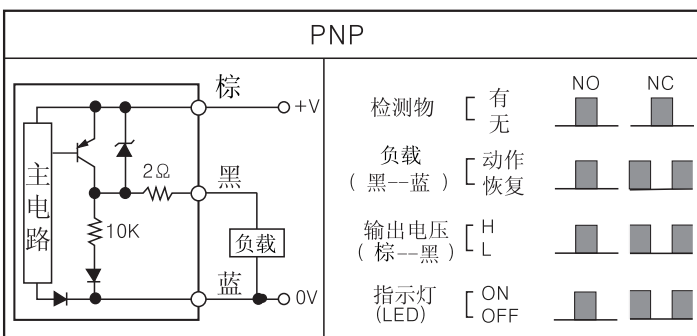 PNP
棕
+V
主电路
2Ω
黑
10K
负载
蓝
0V
NO
NC
检测物
有
无
负载
( 黑--蓝 )
动作
恢复
输出电压
( 棕--黑 )
H
L
指示灯
(LED)
ON
OFF